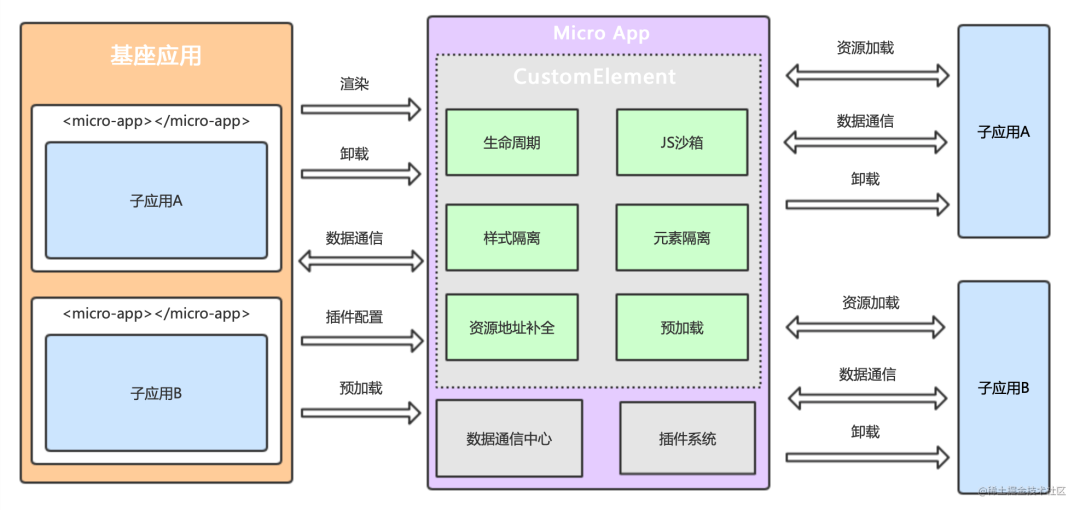 基座应用
<micro-app></micro-app>
子应用A
<micro-app></micro-app>
子应用B
渲染
卸载
数据通信
插件配置
预加载
Micro App
CustomElement
生命周期
JS沙箱
样式隔离
元素隔离
资源地址补全
预加载
数据通信中心
插件系统
资源加载
数据通信
卸载
子应用A
资源加载
数据通信
卸载
子应用B
@稀土掘金技术社区